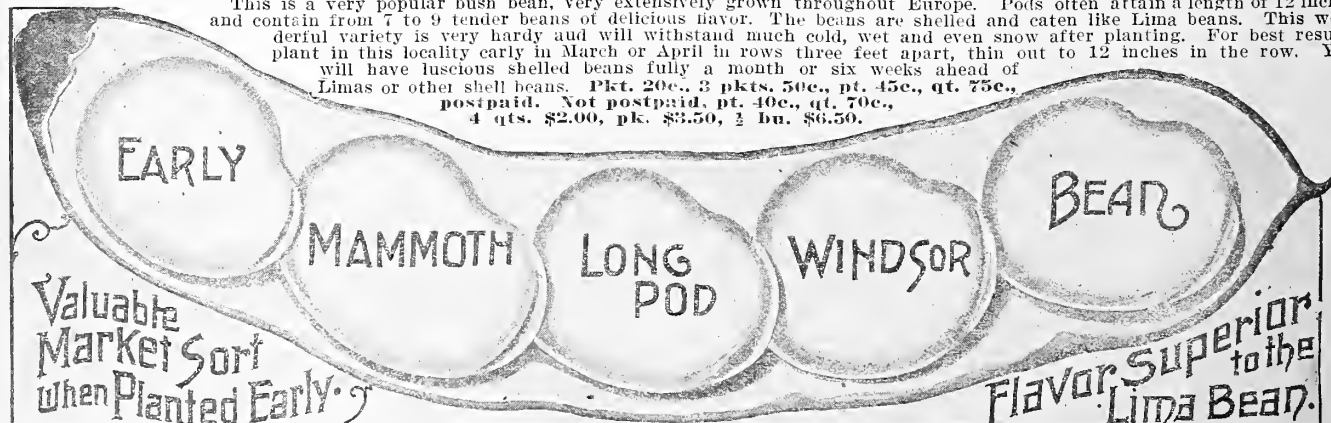 This is a very popular bush bean, very extensively grown throughout Europe. Pods often attain a length of 12 inch
and contain from 7 to 9 tender beans of delicious flavor. The beans are shelled and eaten like Lima beans. This w
derful variety is very hardy and will withstand much cold, wet and even snow after planting. For best resu
plant in this locality early in March or April in rows three feet apart, thin out to 12 inches in the row. Y
will have luscious shelled beans fully a month or six weeks ahead of
Limas or other shell beans. Pkt. 20c., 3 pkts. 50c., pt. 45c., qt. 75c.,
postpaid. Not postpaid, pt. 40c., qt. 70c.,
4 qts. $2.00, pk. $3.50, ½ bu. $6.50.
EARLY
MAMMOTH
LONG
POD
WINDSOR
BEAN
Valuable
Market Sort
when Planted Early.
Flavor Superior
to the
Lima Bean.